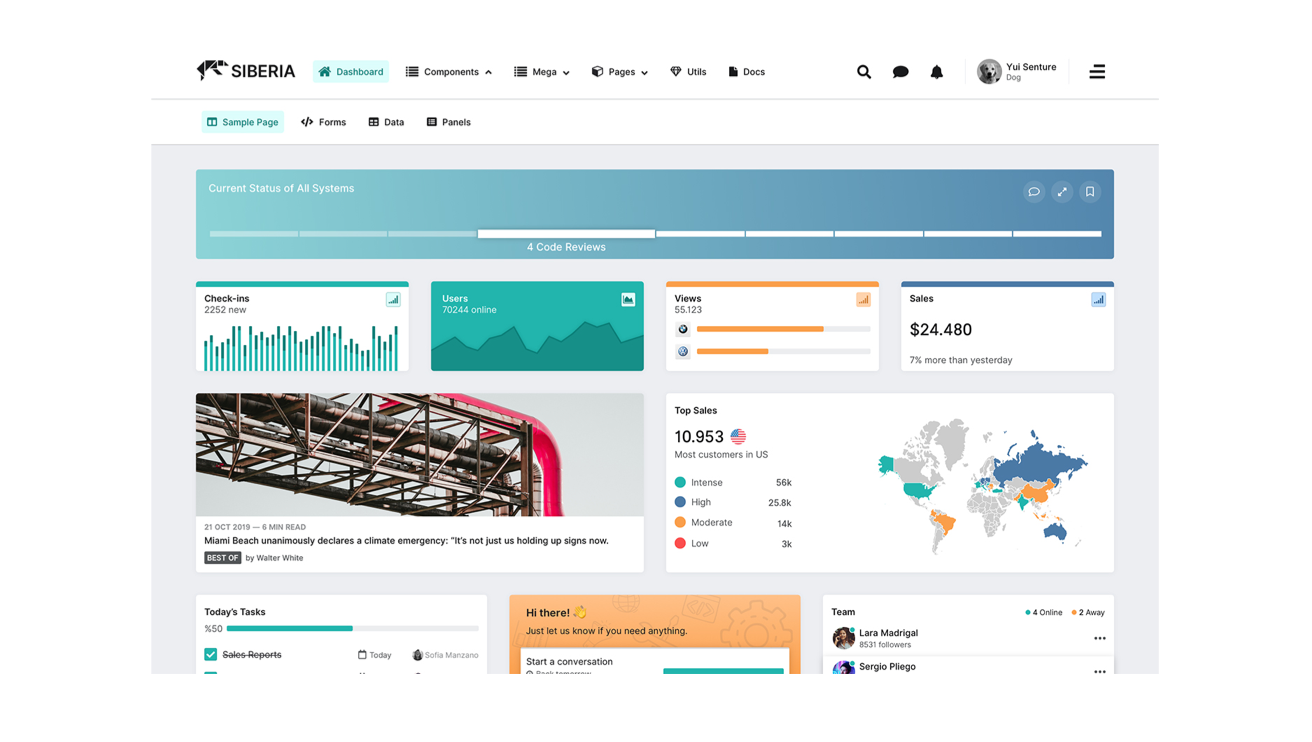 SIBERIA
Dashboard
Components
Mega
Pages
Utils
Docs
Yui Senture
Dog
Sample Page
Forms
Data
Panels
Current Status of All Systems
4 Code Reviews
Check-ins
2252 new
Users
70244 online
Views
55.123
Sales
$24.480
7% more than yesterday
21 OCT 2019 — 6 MIN READ
Miami Beach unanimously declares a climate emergency: “It’s not just us holding up signs now.
BEST OF by Walter White
Top Sales
10.953
Most customers in US
Intense 56k
High 25.8k
Moderate 14k
Low 3k
Today’s Tasks
%50
Sales Reports Today Sofia Manzano
Hi there! 👋
Just let us know if you need anything.
Start a conversation
Back tomorrow
Team
4 Online 2 Away
Lara Madrigal
8531 followers
Sergio Pliego